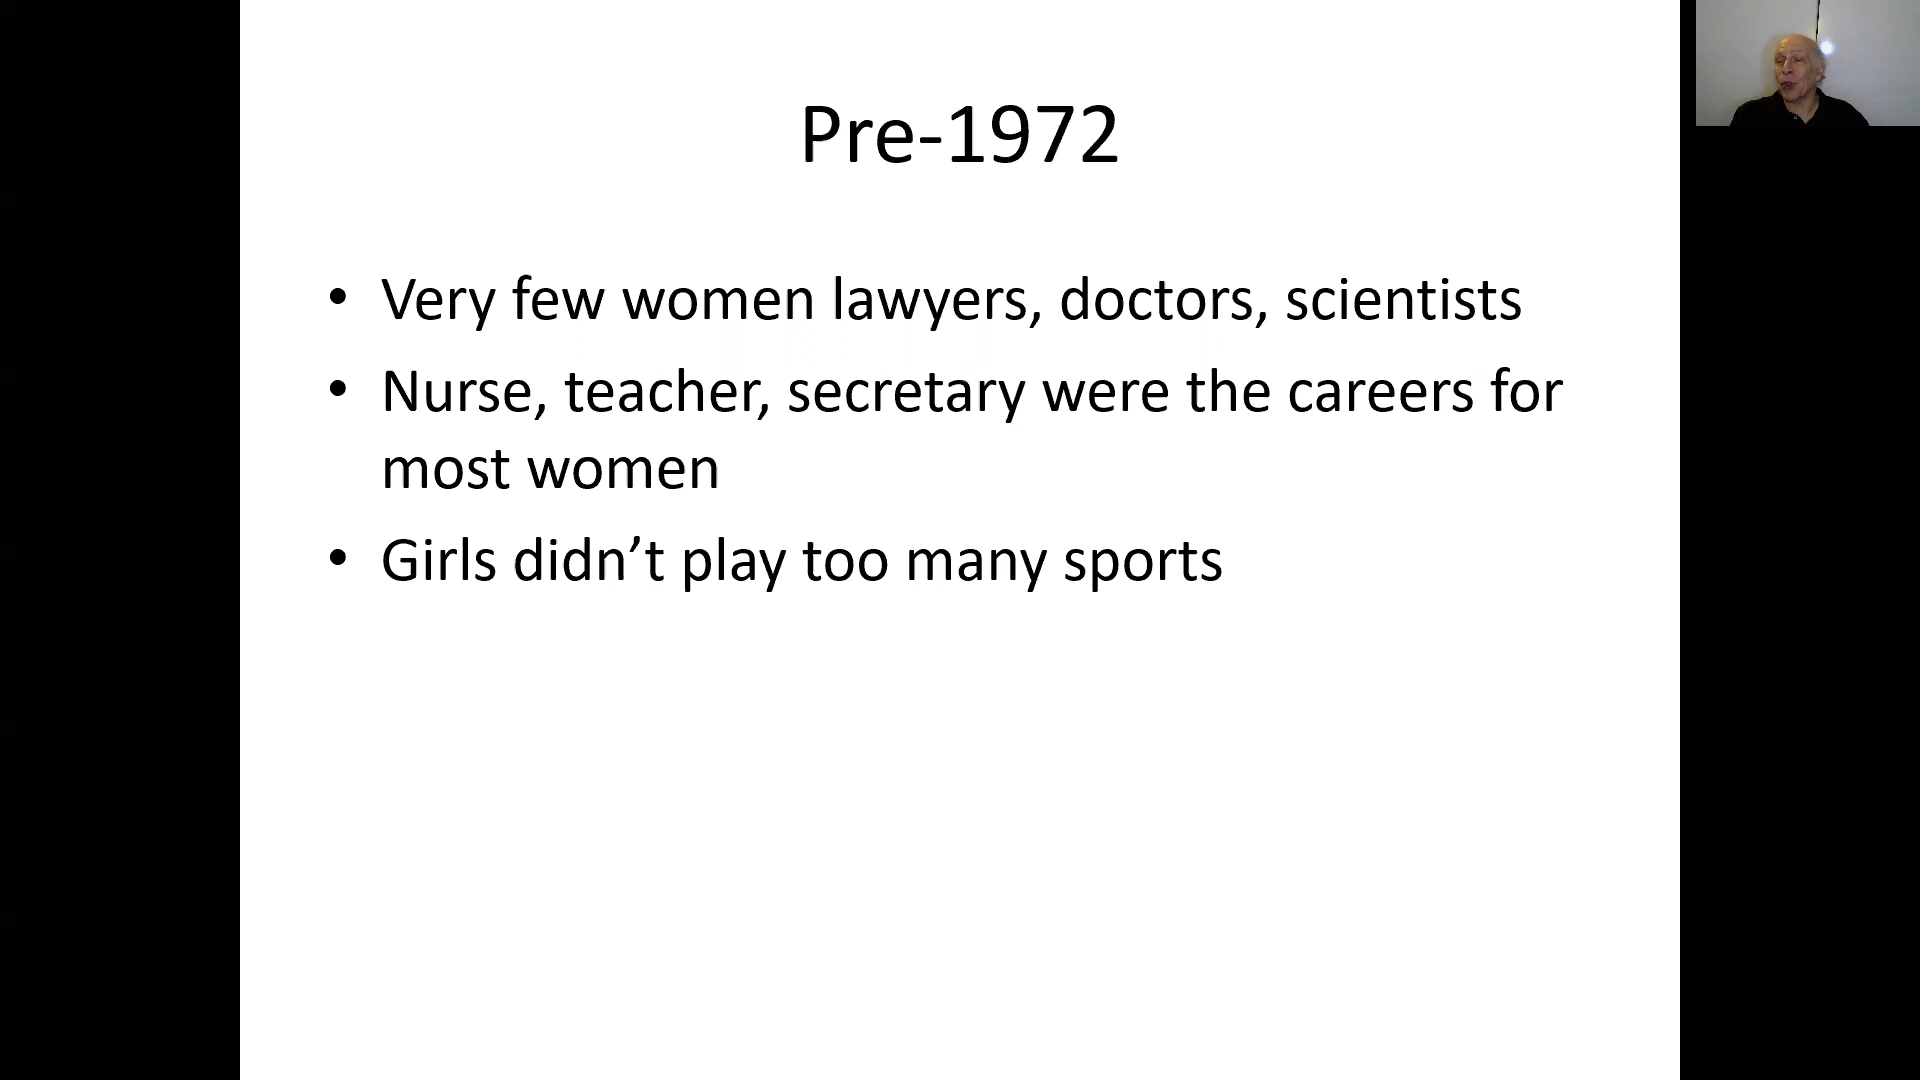 Pre-1972
• Very few women lawyers, doctors, scientists
• Nurse, teacher, secretary were the careers for
most women
• Girls didn’t play too many sports